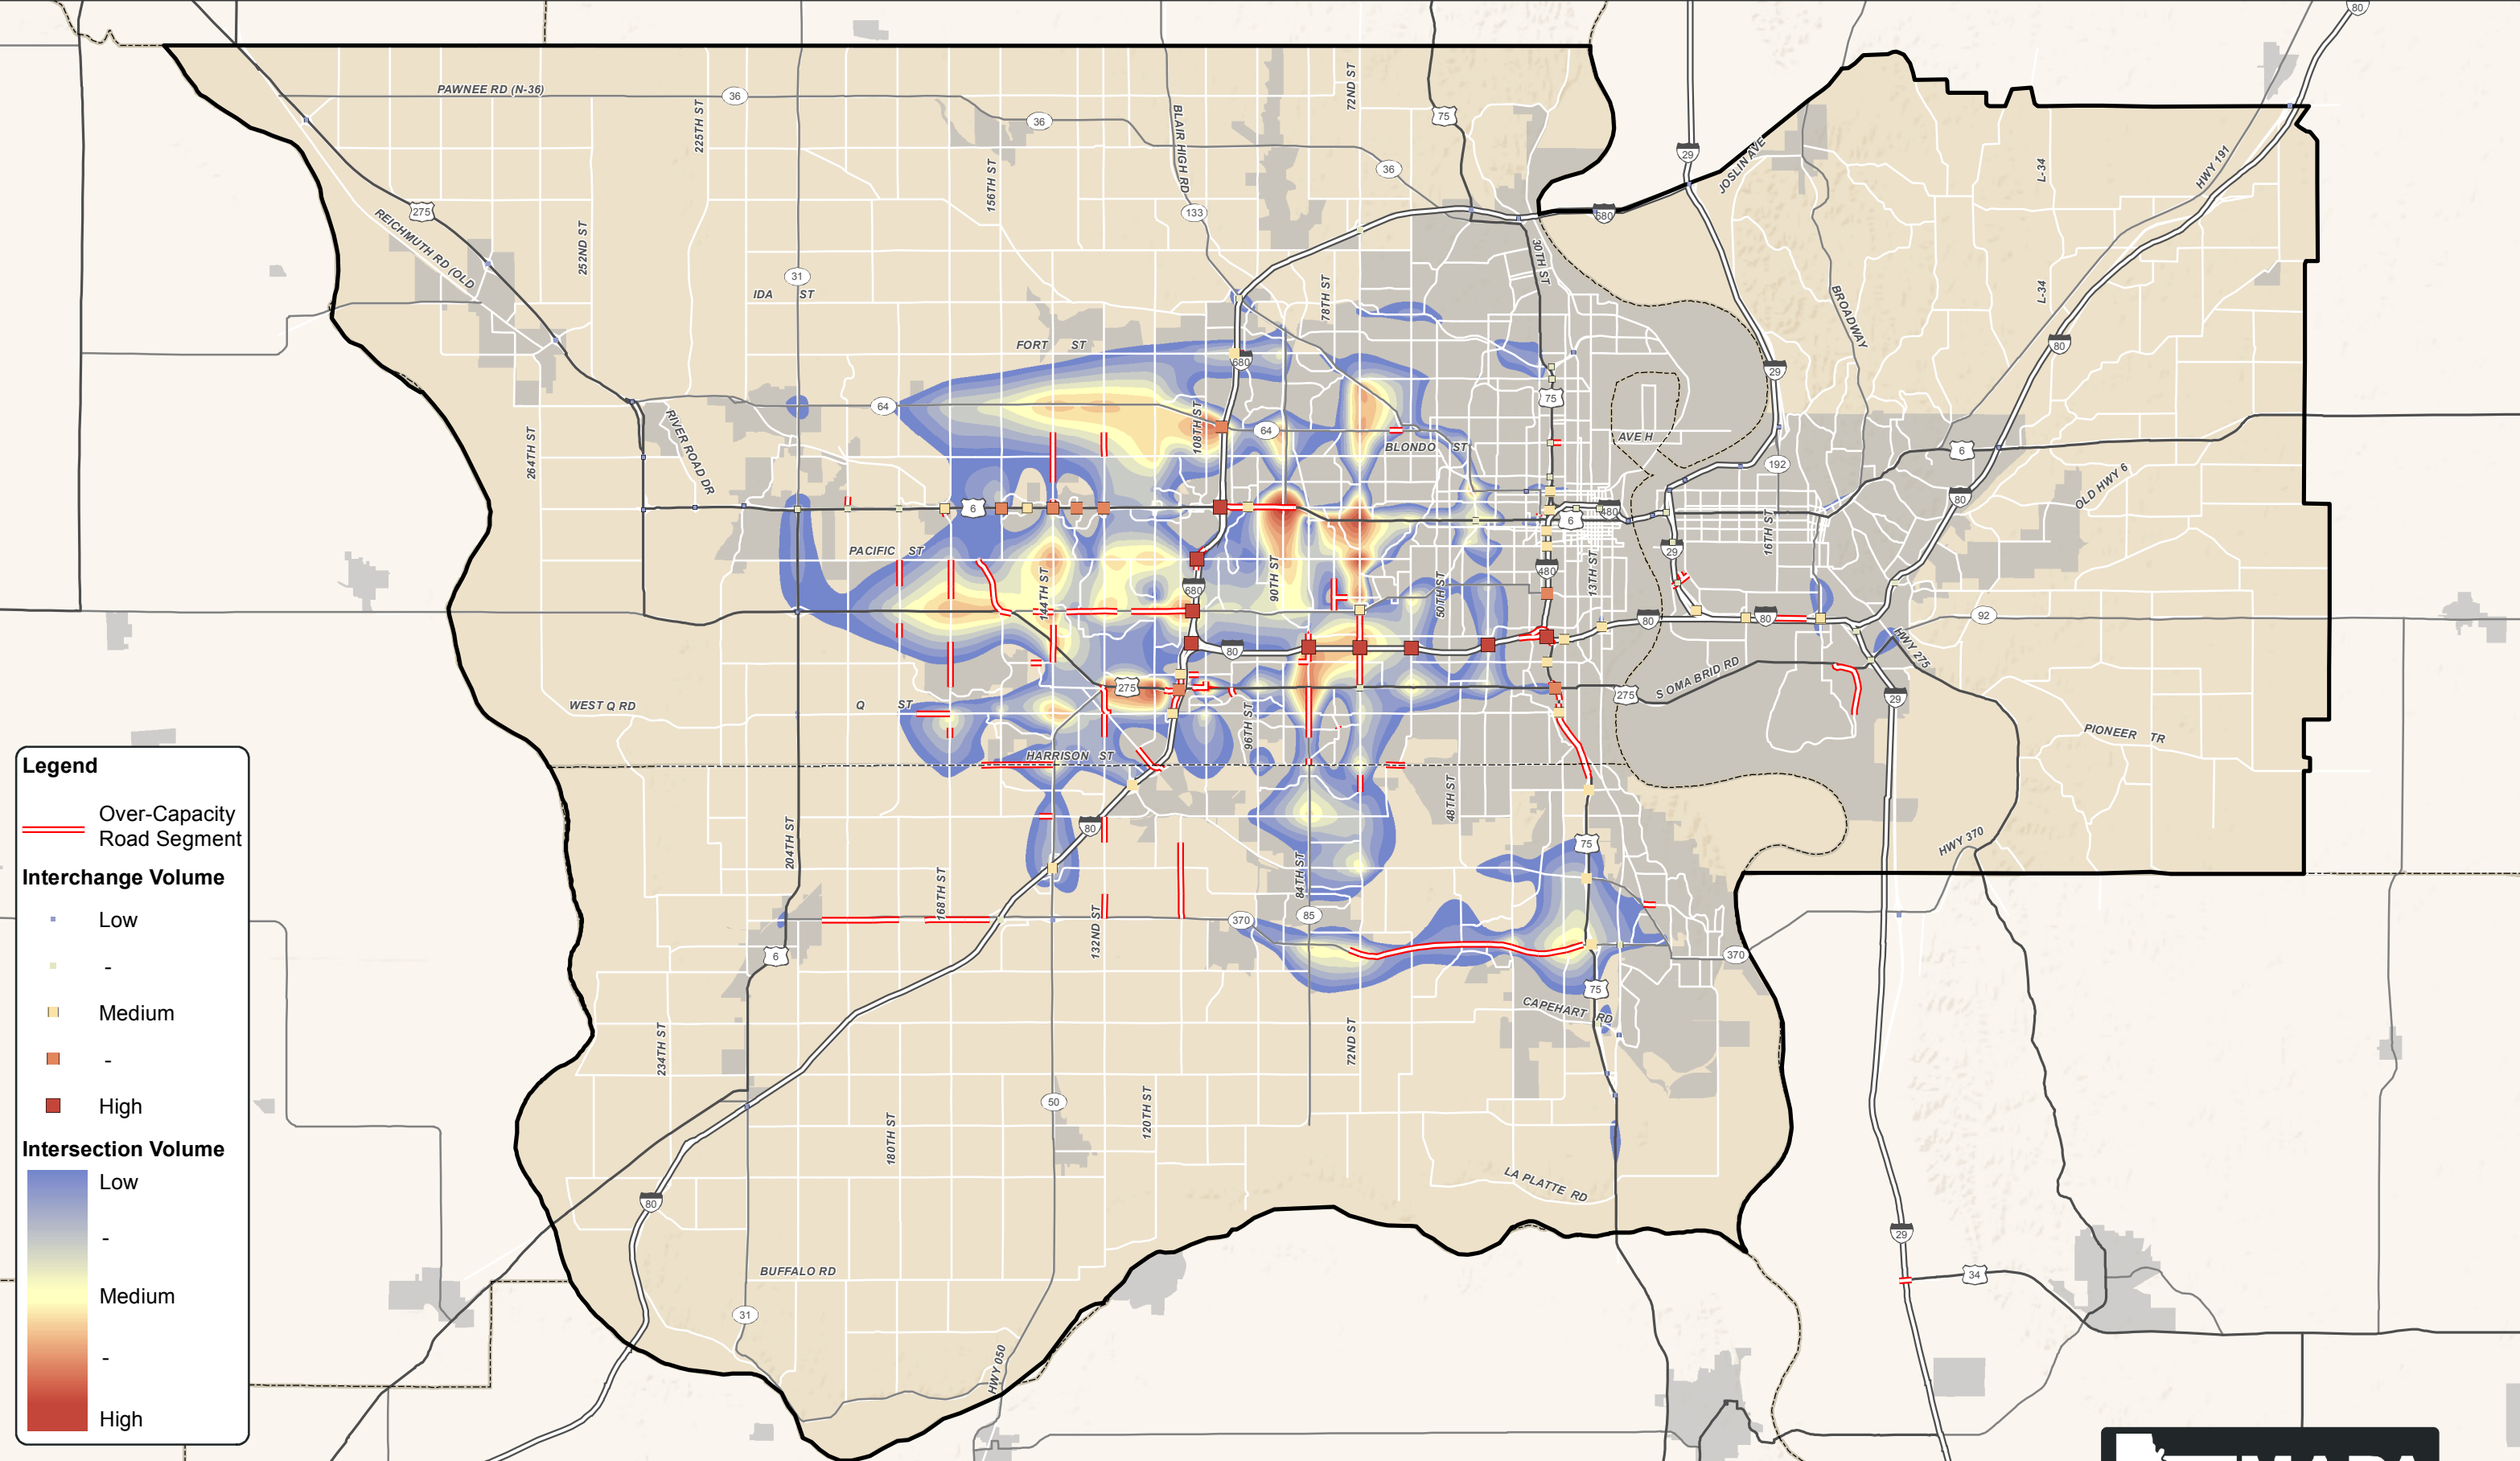 80
PAWNEE RD (N-36)
36
225TH ST
72ND ST
75
BLAIR HIGH RD
36
36
156TH ST
133
29
JOSLIN AVE
680
L-34
HWY 191
275
REICHMUTH RD (OLD
252ND ST
31
IDA ST
78TH ST
30TH ST
BROADWAY
L-34
80
FORT ST
680
29
64
108TH ST
64
BLONDO ST
75
AVE H
192
6
264TH ST
RIVER ROAD DR
6
480
6
16TH ST
80
OLD HWY 6
PACIFIC ST
144TH ST
680
90TH ST
50TH ST
480
13TH ST
29
80
80
80
92
HWY 275
275
275
S OMA BRID RD
29
WEST Q RD
Q ST
96TH ST
PIONEER TR
HARRISON ST
48TH ST
204TH ST
80
75
HWY 370
84TH ST
168TH ST
132ND ST
370
85
370
6
75
CAPEHART RD
234TH ST
72ND ST
50
120TH ST
180TH ST
LA PLATTE RD
80
29
34
BUFFALO RD
31
HWY 050
Legend
Over-Capacity
Road Segment
Interchange Volume
Low
-
Medium
-
High
Intersection Volume
Low
-
Medium
-
High
MAPA